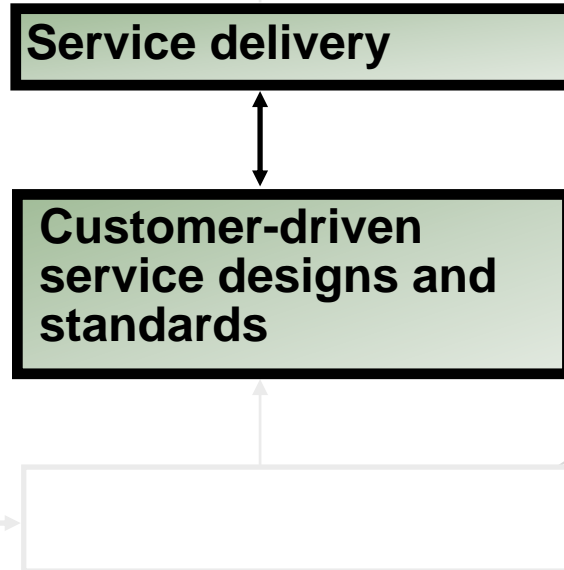 Service delivery
Customer-driven
service designs and
standards